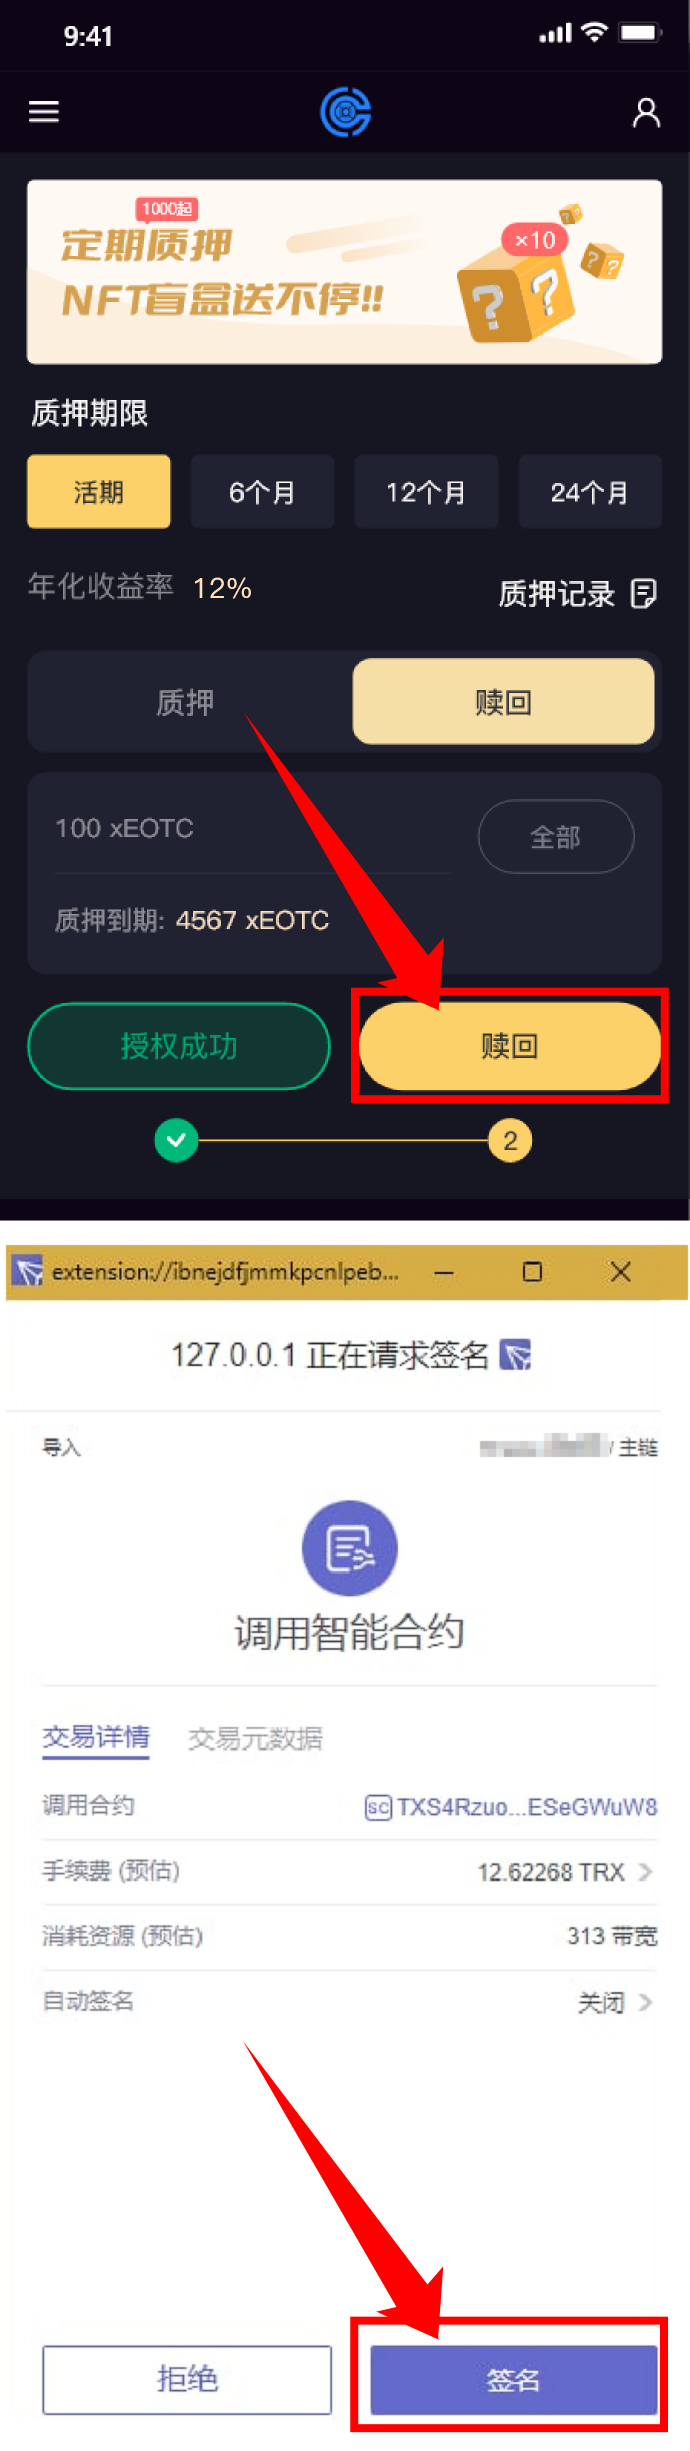 9:41
1000起
定期质押
×10
NFT盲盒送不停!!
质押期限
活期
6个月
12个月
24个月
年化收益率 12%
质押记录
质押
赎回
100 xEOTC
全部
质押到期: 4567 xEOTC
授权成功
赎回
2
extension://ibnejdfjmmkpcnlpeb...
127.0.0.1 正在请求签名
导入
/ 主链
调用智能合约
交易详情
交易元数据
调用合约
SC TXS4Rzuo...ESeGWuW8
手续费 (预估)
12.62268 TRX
消耗资源 (预估)
313 带宽
自动签名
关闭
拒绝
签名